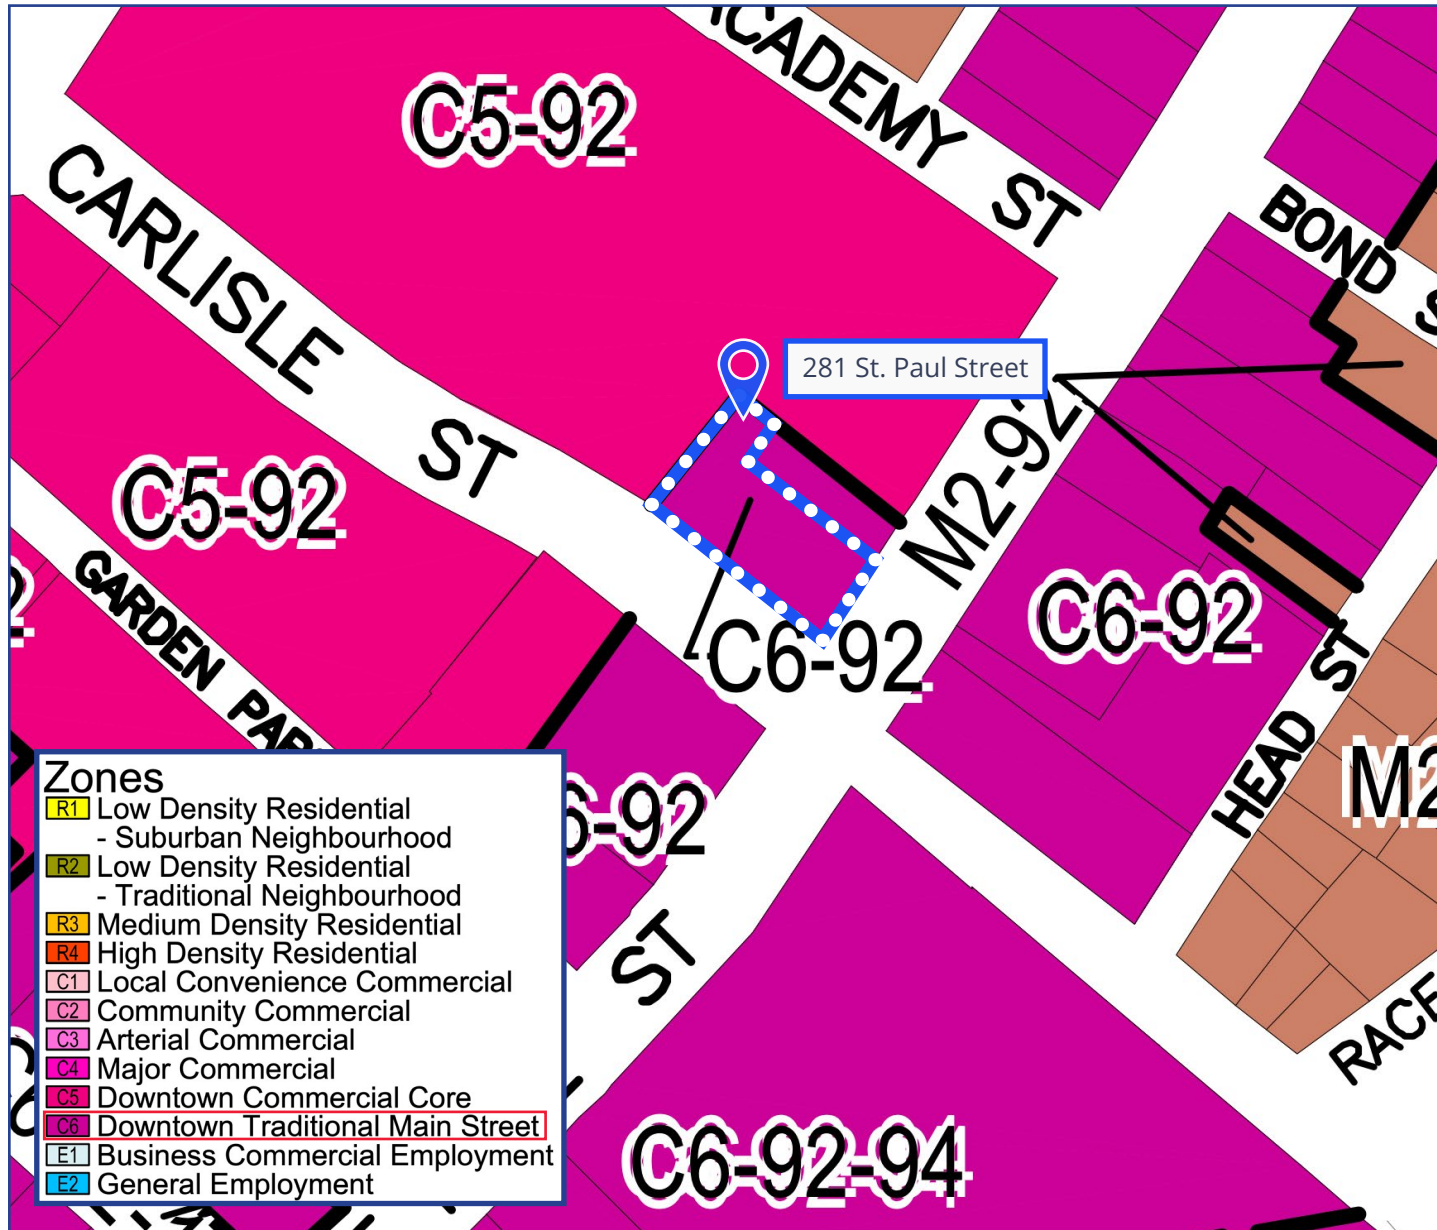 ACADEMY ST
C5-92
CARLISLE ST
BOND
281 St. Paul Street
M2-92
C5-92
C6-92
GARDEN PARK
C6-92
HEAD ST
6-92
ST
RACE
C6-92-94
Zones
R1 Low Density Residential
- Suburban Neighbourhood
R2 Low Density Residential
- Traditional Neighbourhood
R3 Medium Density Residential
R4 High Density Residential
C1 Local Convenience Commercial
C2 Community Commercial
C3 Arterial Commercial
C4 Major Commercial
C5 Downtown Commercial Core
C6 Downtown Traditional Main Street
E1 Business Commercial Employment
E2 General Employment